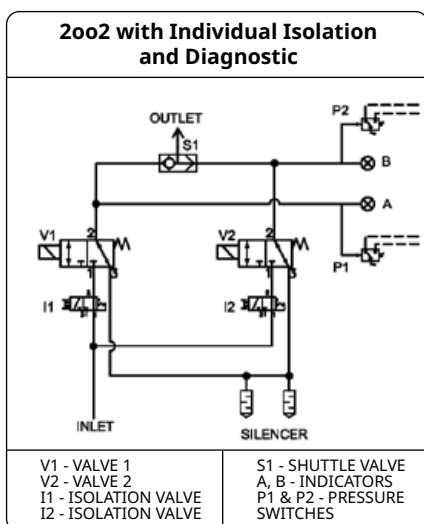 2oo2 with Individual Isolation
and Diagnostic
OUTLET
S1
P2
B
A
P1
V1
2
1
3
V2
2
1
3
I1
I2
INLET
SILENCER
V1 - VALVE 1
V2 - VALVE 2
I1 - ISOLATION VALVE
I2 - ISOLATION VALVE
S1 - SHUTTLE VALVE
A, B - INDICATORS
P1 & P2 - PRESSURE
SWITCHES